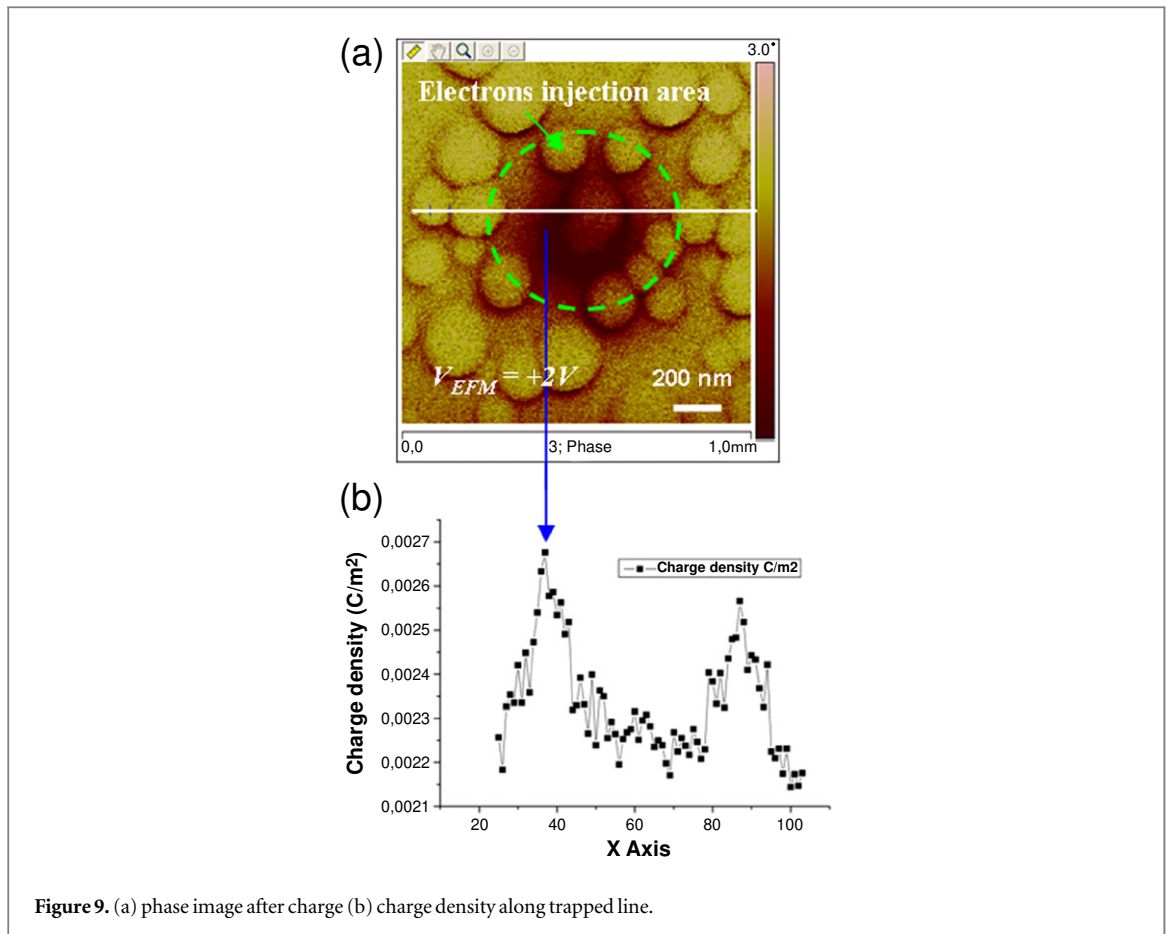 (a)
3.0°
Electrons injection area
V_EFM = +2V
200 nm
0,0
3; Phase
1,0mm
(b)
Charge density (C/m²)
0,0027
0,0026
0,0025
0,0024
0,0023
0,0022
0,0021
Charge density C/m2
20
40
60
80
100
X Axis
Figure 9. (a) phase image after charge (b) charge density along trapped line.